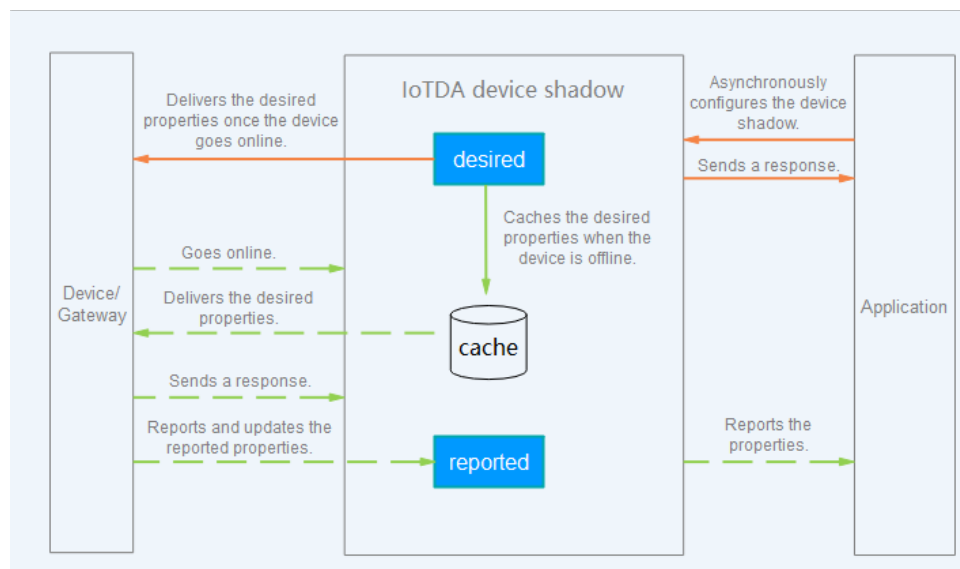 IoTDA device shadow
Delivers the desired
properties once the device
goes online.
desired
Asynchronously
configures the device
shadow.
Sends a response.
Caches the desired
properties when the
device is offline.
Goes online.
Device/
Gateway
Delivers the desired
properties.
cache
Application
Sends a response.
Reports and updates the
reported properties.
reported
Reports the
properties.